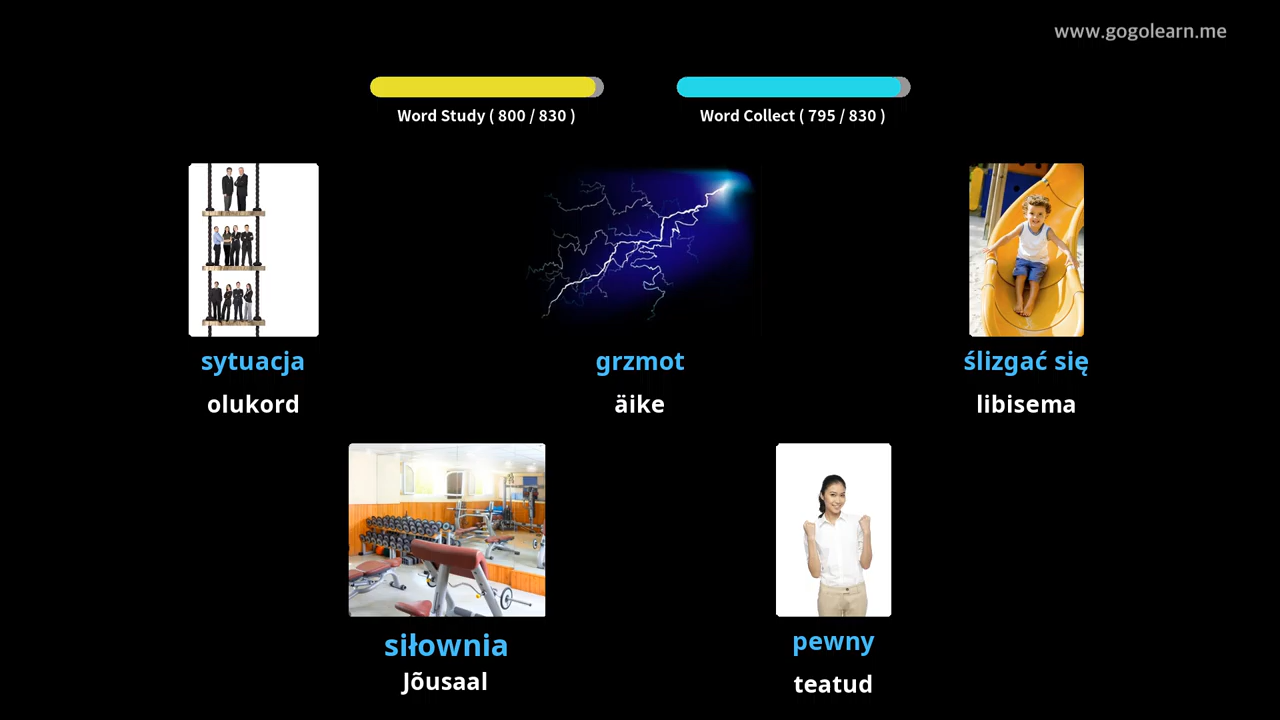 www.gogolearn.me
Word Study ( 800 / 830 )
Word Collect ( 795 / 830 )
sytuacja
olukord
grzmot
äike
ślizgać się
libisema
siłownia
Jõusaal
pewny
teatud